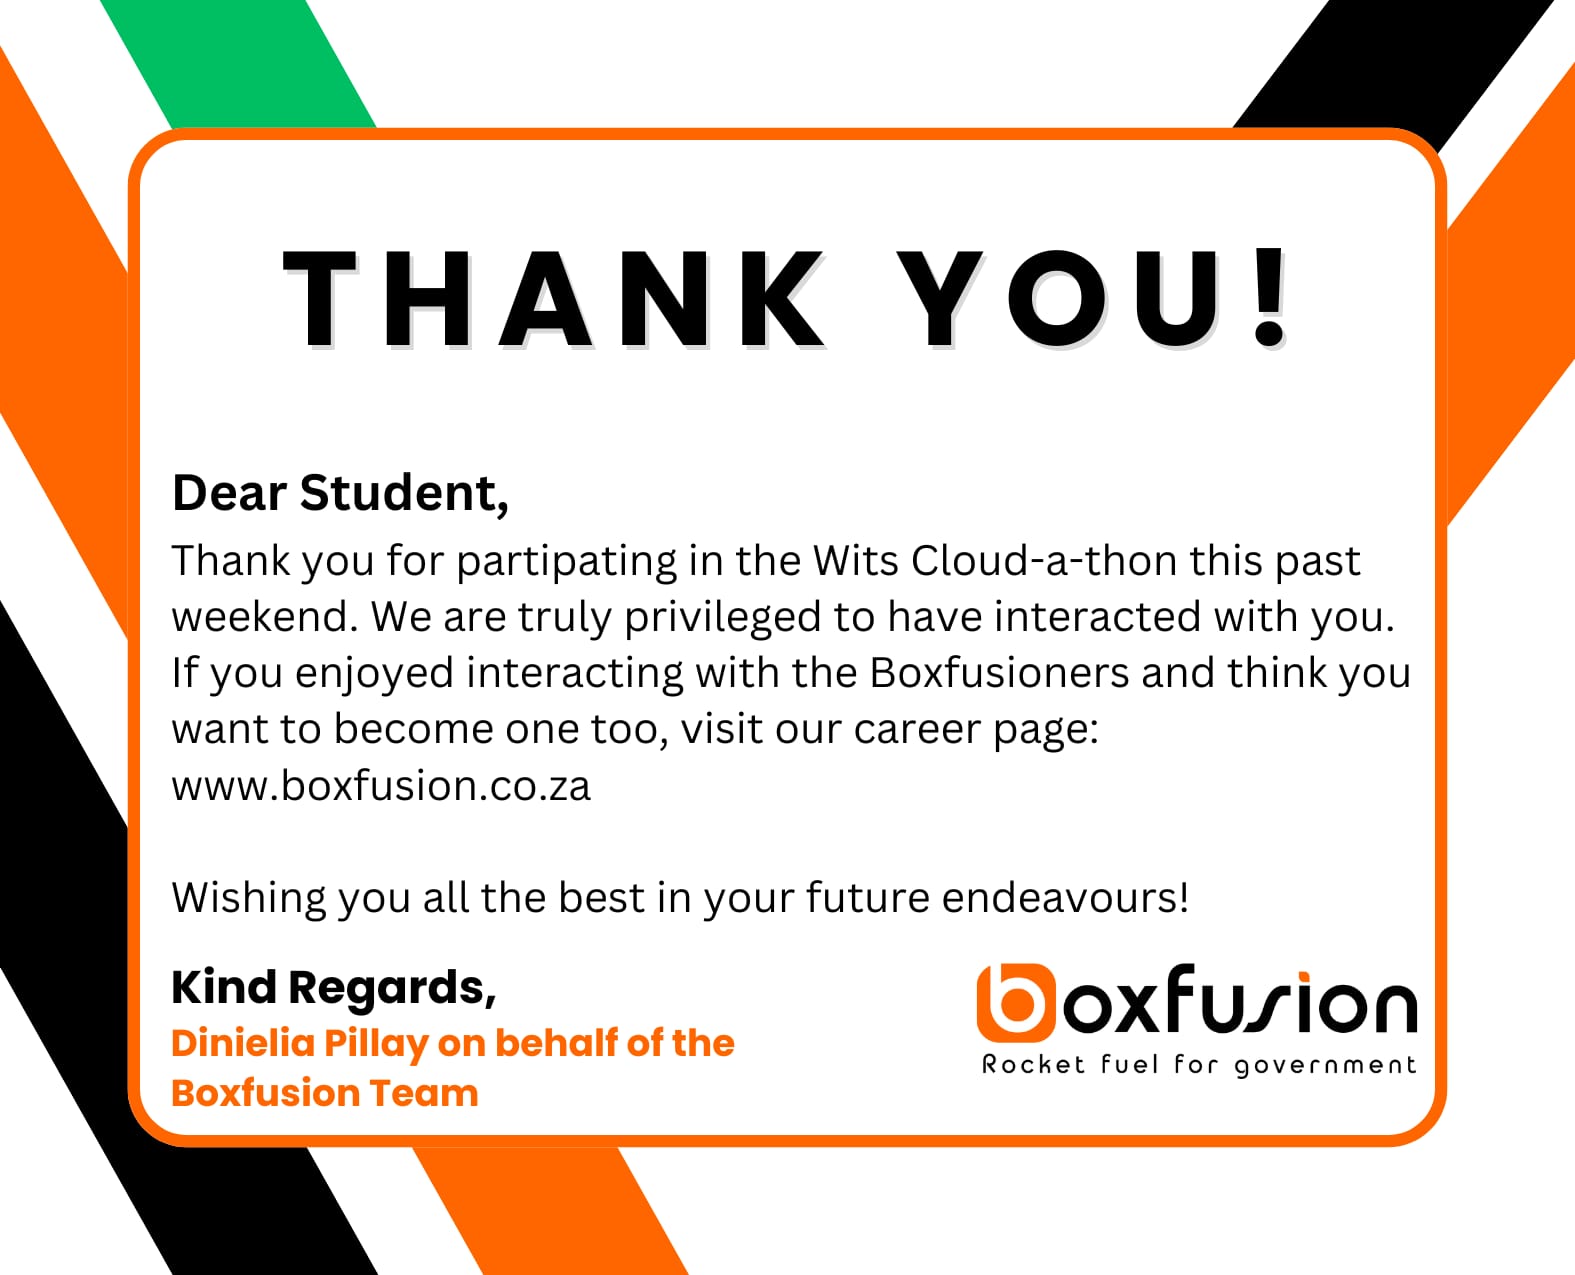 THANK YOU!
Dear Student,
Thank you for partipating in the Wits Cloud-a-thon this past
weekend. We are truly privileged to have interacted with you.
If you enjoyed interacting with the Boxfusioners and think you
want to become one too, visit our career page:
www.boxfusion.co.za
Wishing you all the best in your future endeavours!
Kind Regards,
Dinielia Pillay on behalf of the
Boxfusion Team
boxfusion
Rocket fuel for government